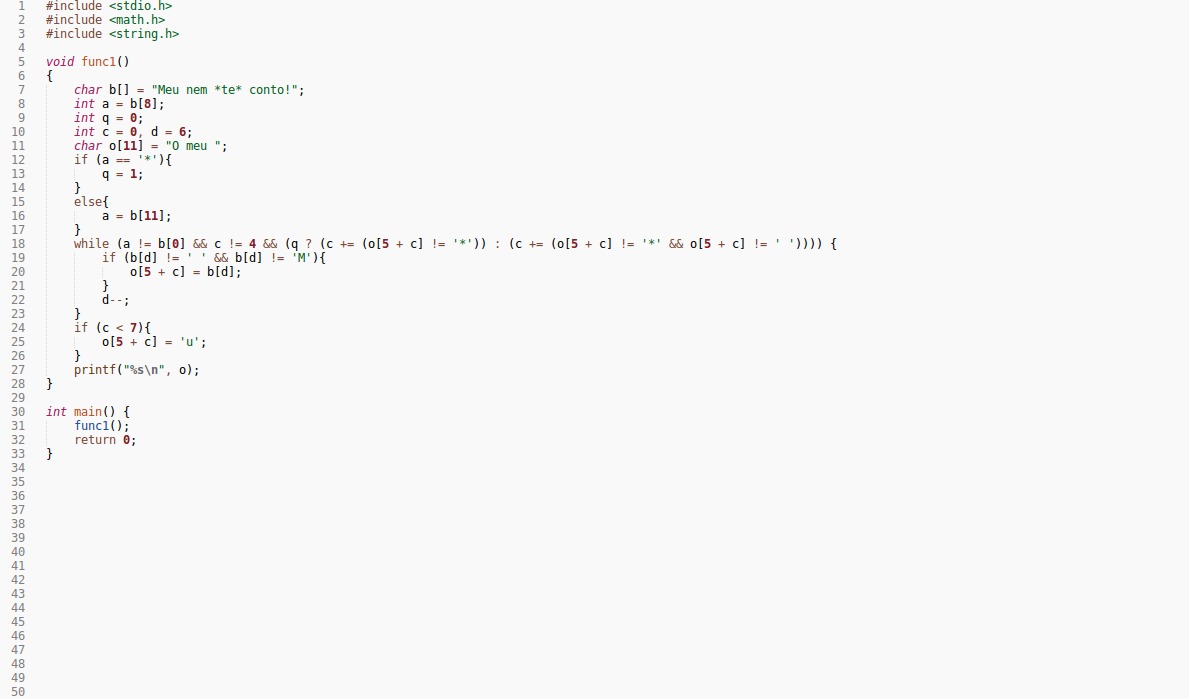 1 #include <stdio.h>
2 #include <math.h>
3 #include <string.h>
4
5 void func1()
6 {
7     char b[] = "Meu nem *te* conto!";
8     int a = b[8];
9     int q = 0;
10     int c = 0, d = 6;
11     char o[11] = "O meu ";
12     if (a == '*'){
13         q = 1;
14     }
15     else{
16         a = b[11];
17     }
18     while (a != b[0] && c != 4 && (q ? (c += (o[5 + c] != '*')) : (c += (o[5 + c] != '*' && o[5 + c] != ' ')))) {
19         if (b[d] != ' ' && b[d] != 'M'){
20             o[5 + c] = b[d];
21         }
22         d--;
23     }
24     if (c < 7){
25         o[5 + c] = 'u';
26     }
27     printf("%s\n", o);
28 }
29
30 int main() {
31     func1();
32     return 0;
33 }
34
35
36
37
38
39
40
41
42
43
44
45
46
47
48
49
50